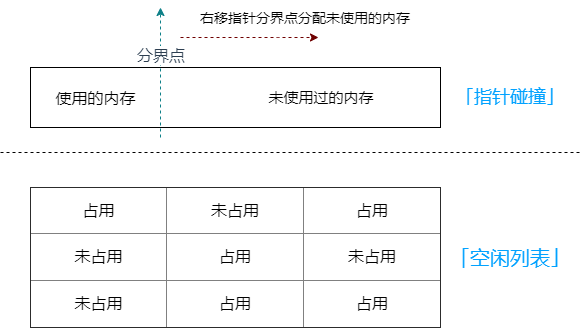 右移指针分界点分配未使用的内存
分界点
使用的内存 未使用过的内存 「指针碰撞」
占用 未占用 占用
未占用 占用 未占用 「空闲列表」
未占用 占用 占用